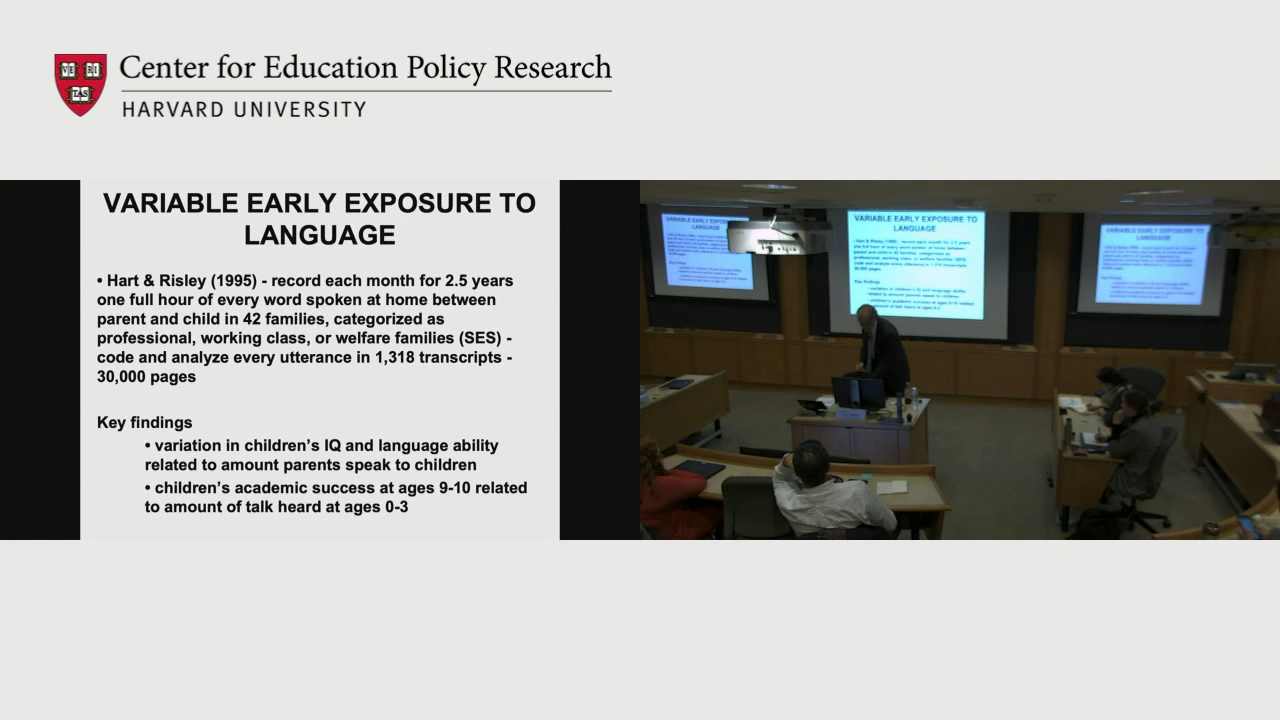 VE RI
TAS
Center for Education Policy Research
HARVARD UNIVERSITY
VARIABLE EARLY EXPOSURE TO
LANGUAGE
• Hart & Risley (1995) - record each month for 2.5 years
one full hour of every word spoken at home between
parent and child in 42 families, categorized as
professional, working class, or welfare families (SES) -
code and analyze every utterance in 1,318 transcripts -
30,000 pages
Key findings
• variation in children's IQ and language ability
related to amount parents speak to children
• children's academic success at ages 9-10 related
to amount of talk heard at ages 0-3
VARIABLE EARLY EXPOSURE TO
LANGUAGE
Key findings